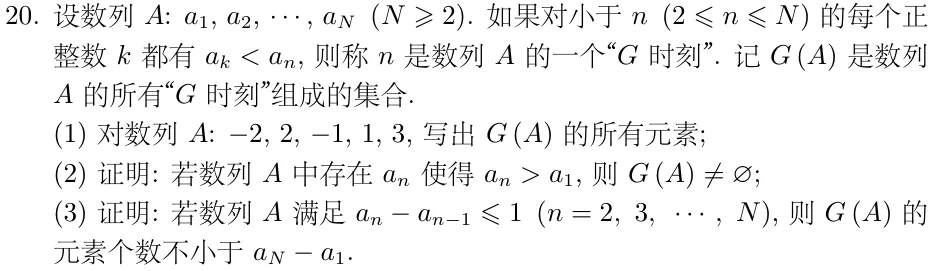 20. 设数列 A: a₁, a₂, ···, a_N (N ⩾ 2). 如果对小于 n (2 ⩽ n ⩽ N) 的每个正
整数 k 都有 a_k < a_n, 则称 n 是数列 A 的一个“G 时刻”. 记 G (A) 是数列
A 的所有“G 时刻”组成的集合.
(1) 对数列 A: −2, 2, −1, 1, 3, 写出 G (A) 的所有元素;
(2) 证明: 若数列 A 中存在 a_n 使得 a_n > a₁, 则 G (A) ≠ ∅;
(3) 证明: 若数列 A 满足 a_n − a_{n−1} ⩽ 1 (n = 2, 3, ···, N), 则 G (A) 的
元素个数不小于 a_N − a₁.